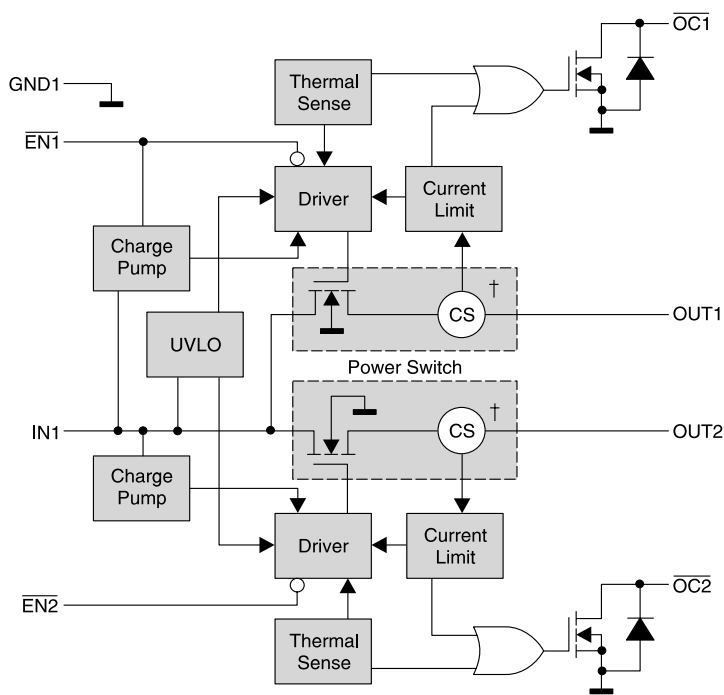 OC1
Thermal
Sense
GND1
EN1
Driver
Current
Limit
Charge
Pump
†
CS
OUT1
UVLO
Power Switch
†
CS
IN1
OUT2
Charge
Pump
Driver
Current
Limit
EN2
OC2
Thermal
Sense